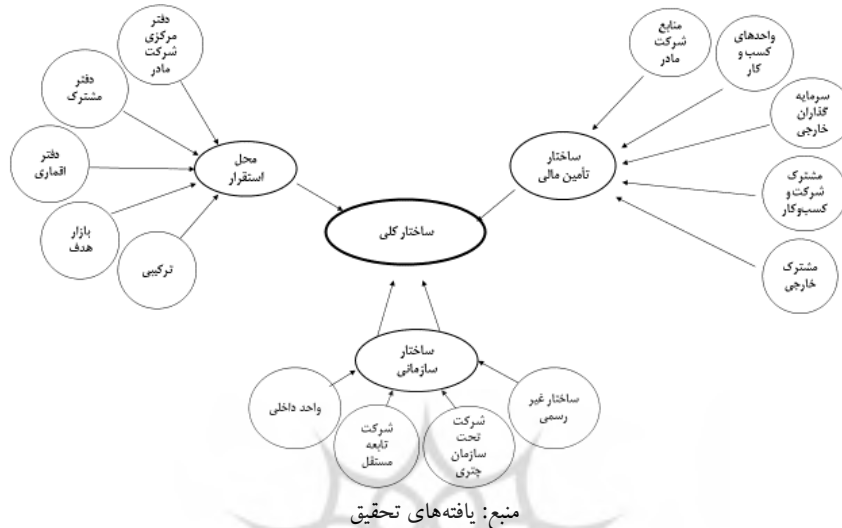 دفتر
مرکزی
شرکت
مادر
منابع
شرکت
مادر
واحدهای
کسب و
کار
دفتر
مشترک
سرمایه
گذاران
خارجی
دفتر
اقماری
محل
استقرار
ساختار
تأمین مالی
مشترک
شرکت و
کسب‌وکار
بازار
هدف
ترکیبی
ساختار کلی
مشترک
خارجی
ساختار
سازمانی
واحد داخلی
شرکت
تابعه
مستقل
شرکت
تحت
سازمان
چتری
ساختار غیر
رسمی
منبع: یافته‌های تحقیق